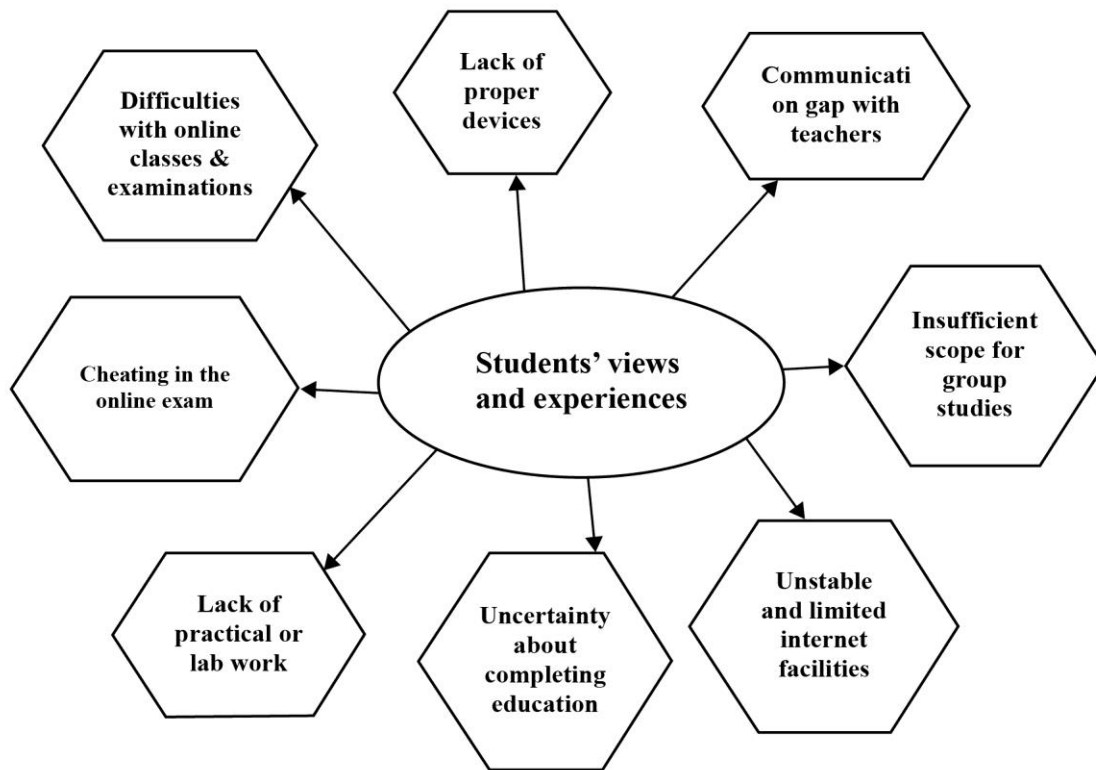 Difficulties
with online
classes &
examinations
Lack of
proper
devices
Communicati
on gap with
teachers
Cheating in the
online exam
Students’ views
and experiences
Insufficient
scope for
group
studies
Lack of
practical or
lab work
Uncertainty
about
completing
education
Unstable
and limited
internet
facilities